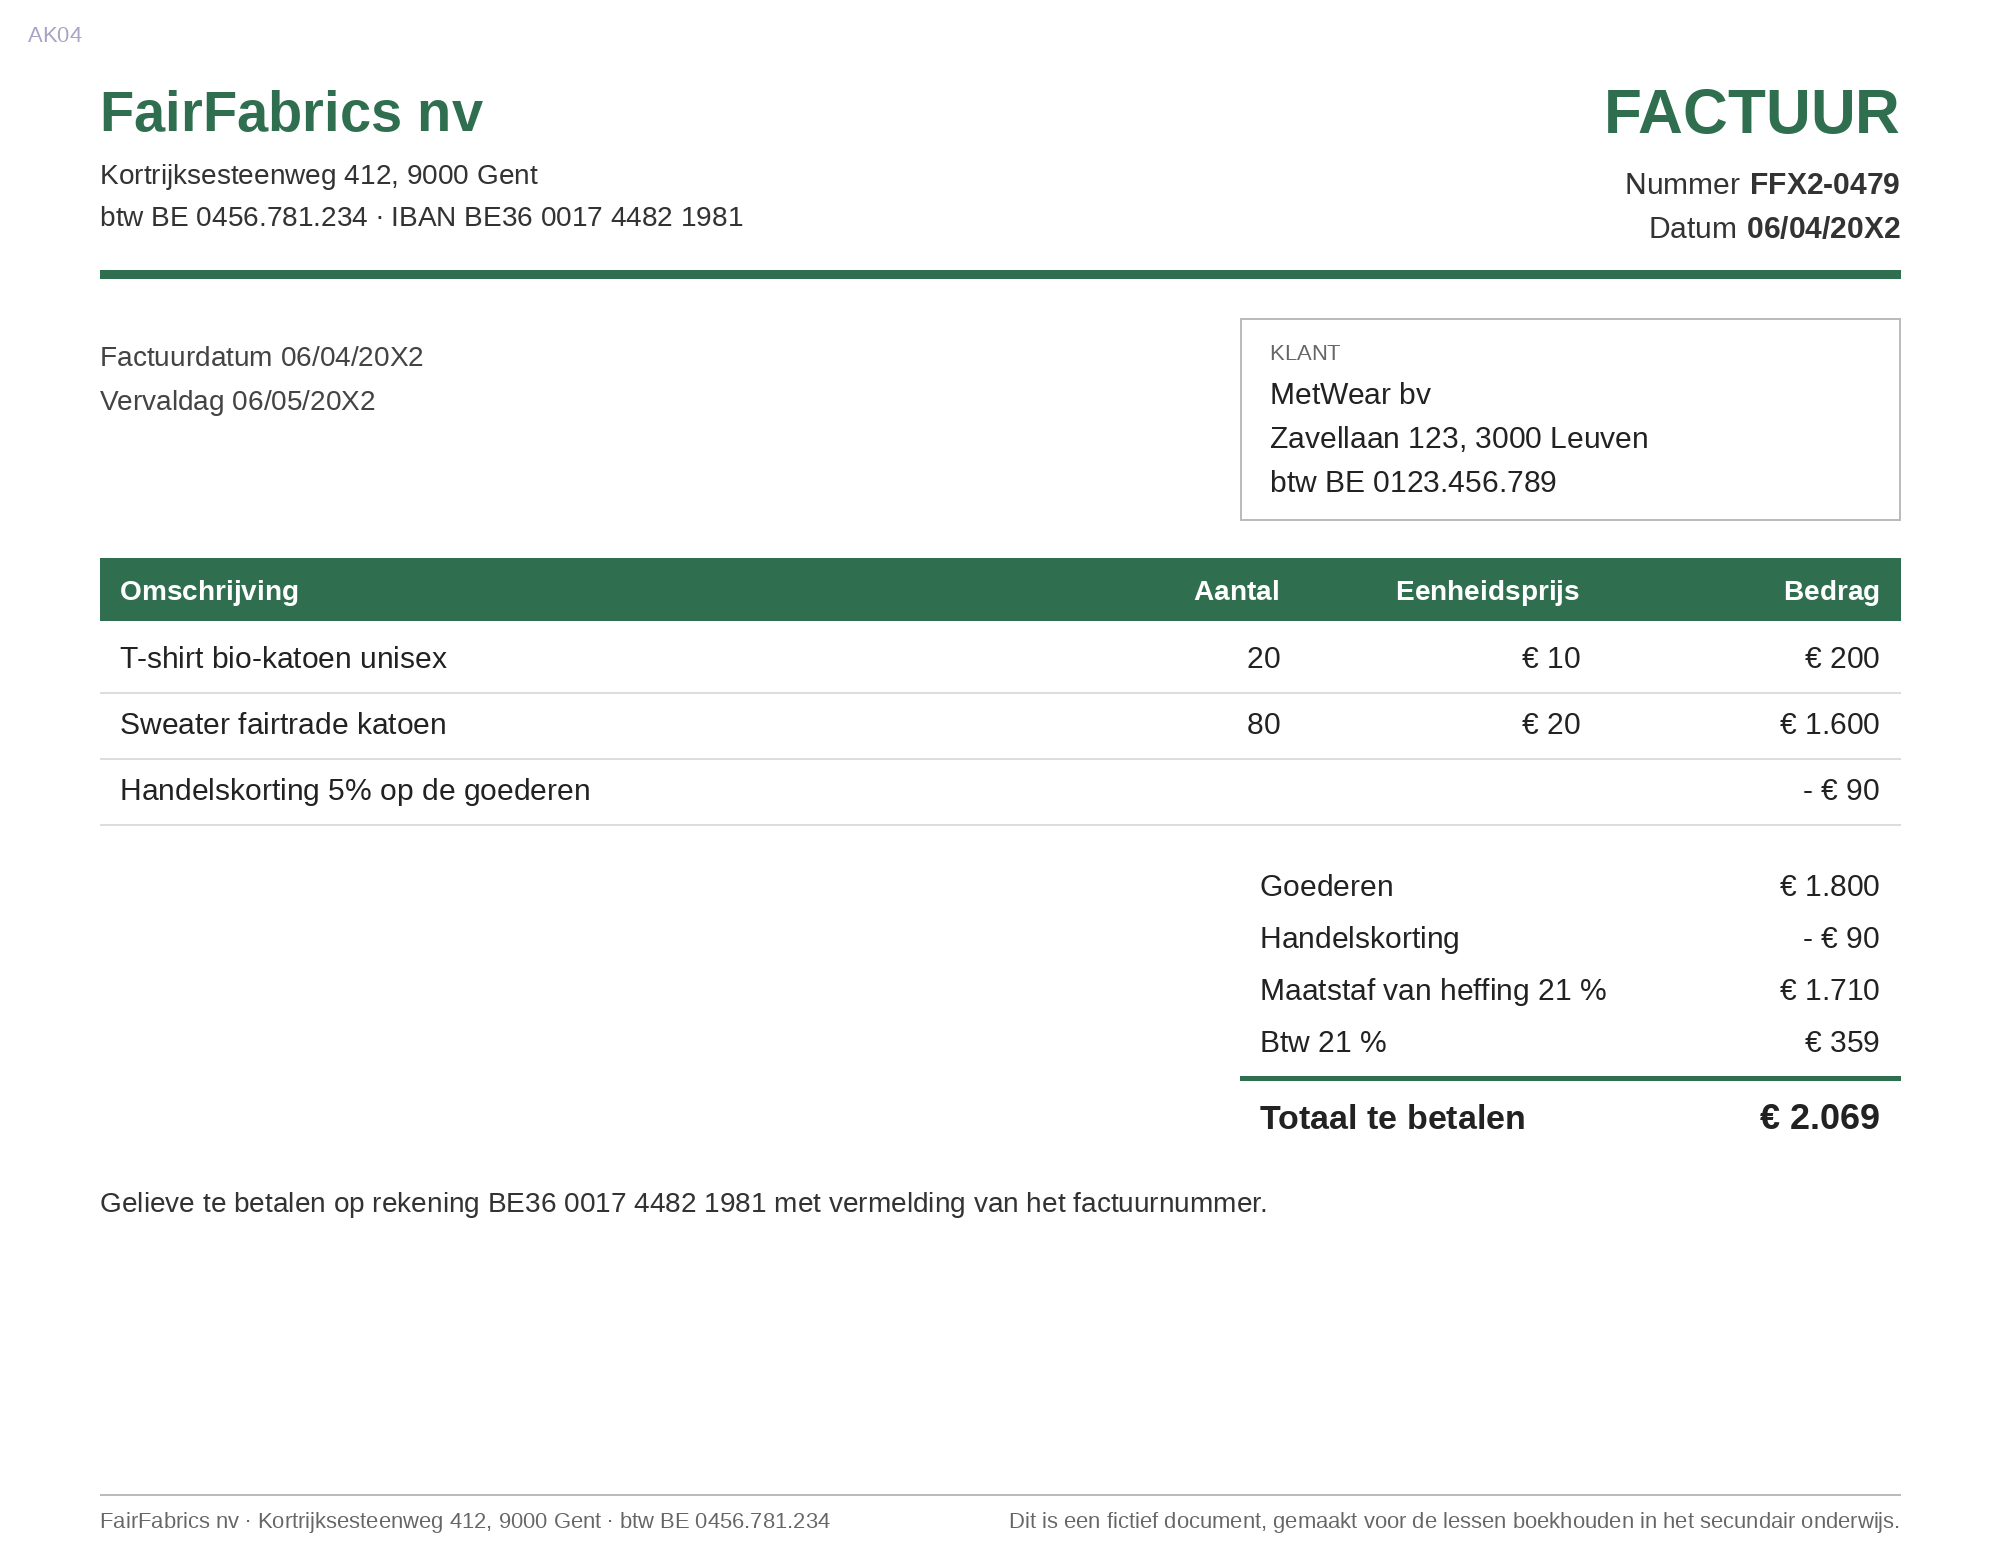 AK04
FairFabrics nv
FACTUUR
Kortrijksesteenweg 412, 9000 Gent
btw BE 0456.781.234 · IBAN BE36 0017 4482 1981
Nummer FFX2-0479
Datum 06/04/20X2
Factuurdatum 06/04/20X2
Vervaldag 06/05/20X2
KLANT
MetWear bv
Zavellaan 123, 3000 Leuven
btw BE 0123.456.789
Omschrijving Aantal Eenheidsprijs Bedrag
T-shirt bio-katoen unisex 20 € 10 € 200
Sweater fairtrade katoen 80 € 20 € 1.600
Handelskorting 5% op de goederen - € 90
Goederen € 1.800
Handelskorting - € 90
Maatstaf van heffing 21 % € 1.710
Btw 21 % € 359
Totaal te betalen € 2.069
Gelieve te betalen op rekening BE36 0017 4482 1981 met vermelding van het factuurnummer.
FairFabrics nv · Kortrijksesteenweg 412, 9000 Gent · btw BE 0456.781.234
Dit is een fictief document, gemaakt voor de lessen boekhouden in het secundair onderwijs.